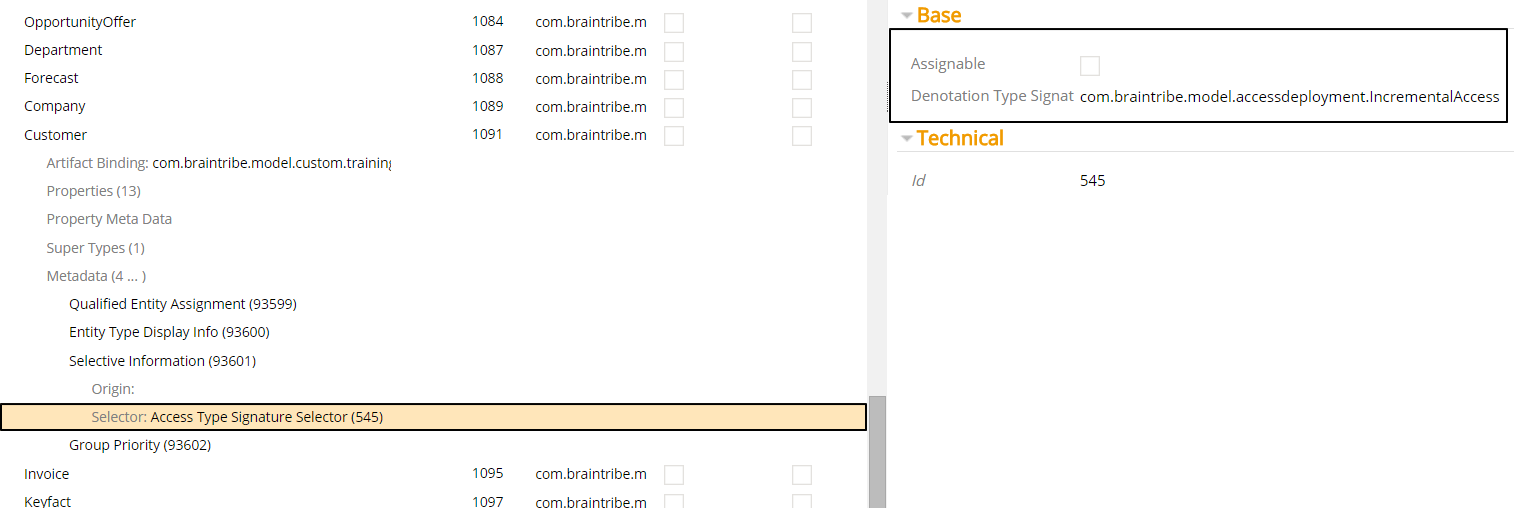 OpportunityOffer 1084 com.braintribe.m
Department 1087 com.braintribe.m
Forecast 1088 com.braintribe.m
Company 1089 com.braintribe.m
Customer 1091 com.braintribe.m
Artifact Binding: com.braintribe.model.custom.training
Properties (13)
Property Meta Data
Super Types (1)
Metadata (4 ... )
Qualified Entity Assignment (93599)
Entity Type Display Info (93600)
Selective Information (93601)
Origin:
Selector: Access Type Signature Selector (545)
Group Priority (93602)
Invoice 1095 com.braintribe.m
Keyfact 1097 com.braintribe.m
Base
Assignable
Denotation Type Signat com.braintribe.model.accessdeployment.IncrementalAccess
Technical
Id 545